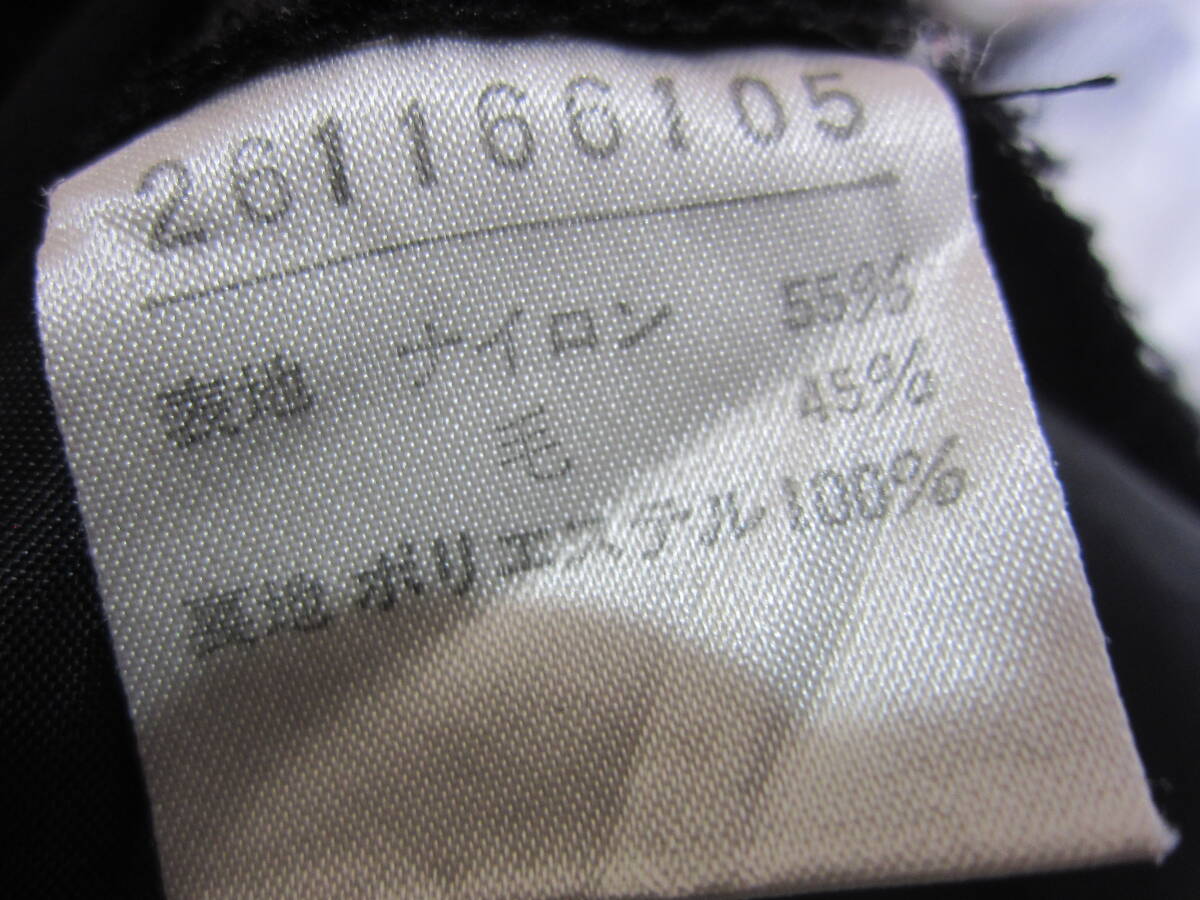 261166105
表地 ナイロン 55%
毛 45%
裏地 ポリエステル 100%